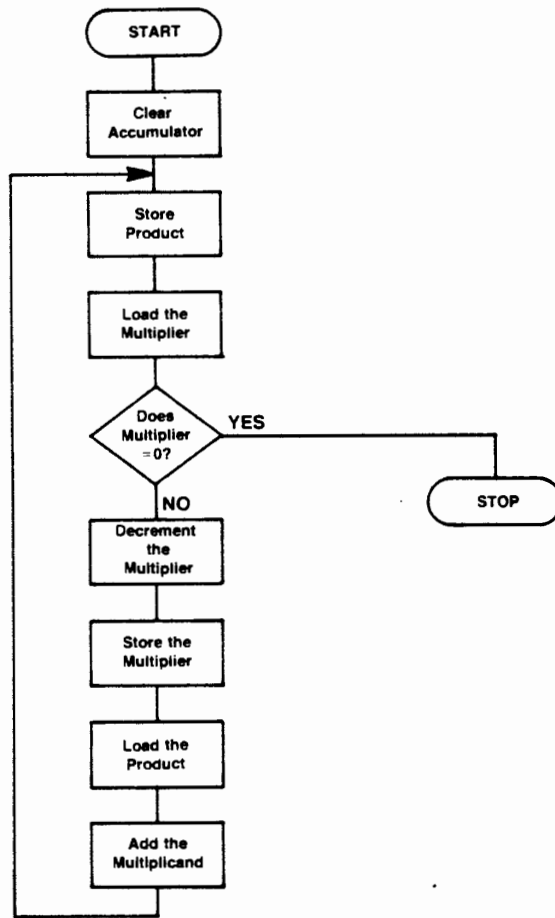 START
Clear
Accumulator
Store
Product
Load the
Multiplier
Does
Multiplier
=0?
YES
STOP
NO
Decrement
the
Multiplier
Store the
Multiplier
Load the
Product
Add the
Multiplicand